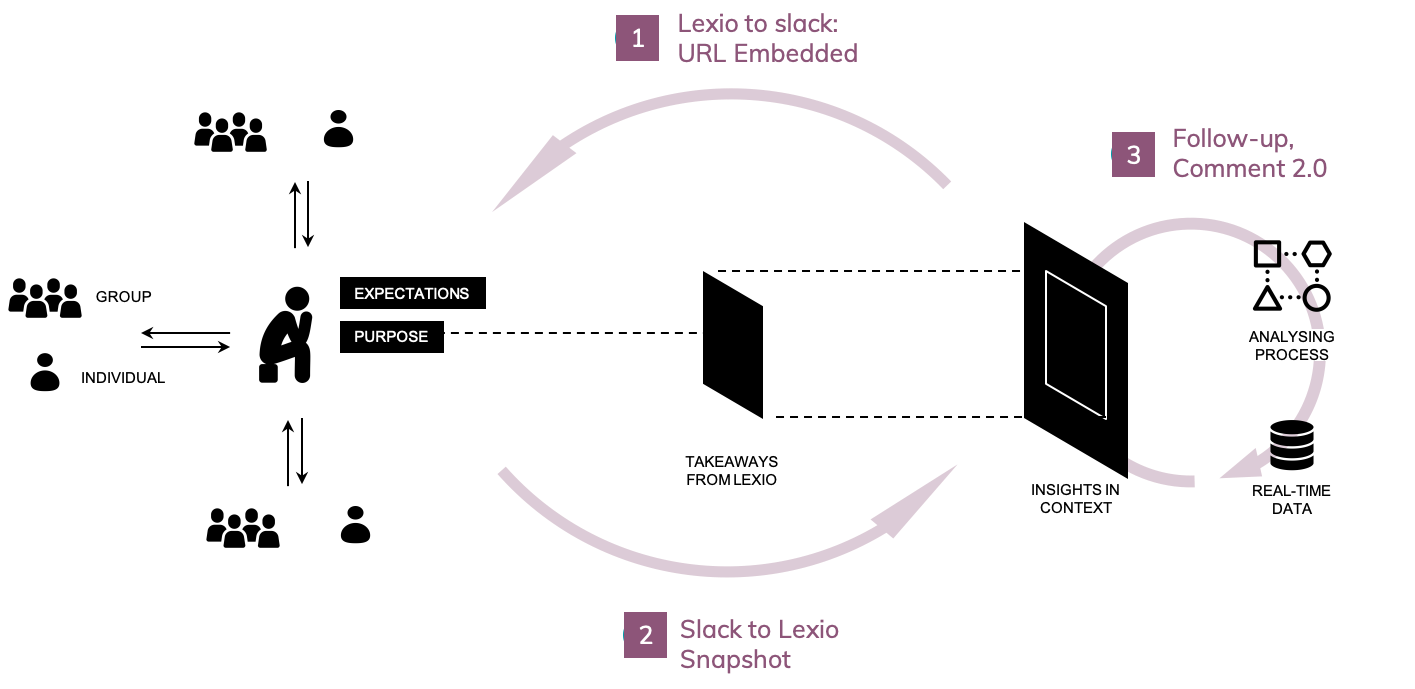 1
Lexio to slack:
URL Embedded
3
Follow-up,
Comment 2.0
GROUP
INDIVIDUAL
EXPECTATIONS
PURPOSE
TAKEAWAYS
FROM LEXIO
INSIGHTS IN
CONTEXT
ANALYSING
PROCESS
REAL-TIME
DATA
2
Slack to Lexio
Snapshot